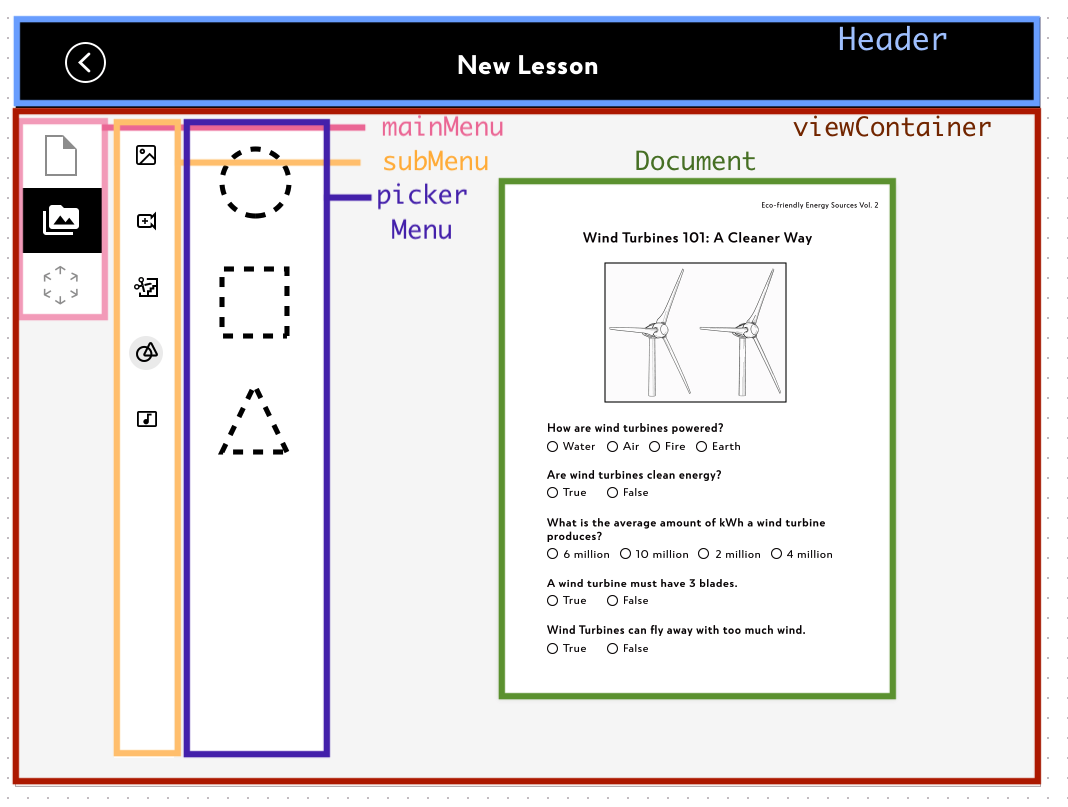 Header
New Lesson
mainMenu
viewContainer
subMenu
Document
picker
Menu
Eco-friendly Energy Sources Vol. 2
Wind Turbines 101: A Cleaner Way
How are wind turbines powered?
Water Air Fire Earth
Are wind turbines clean energy?
True False
What is the average amount of kWh a wind turbine
produces?
6 million 10 million 2 million 4 million
A wind turbine must have 3 blades.
True False
Wind Turbines can fly away with too much wind.
True False